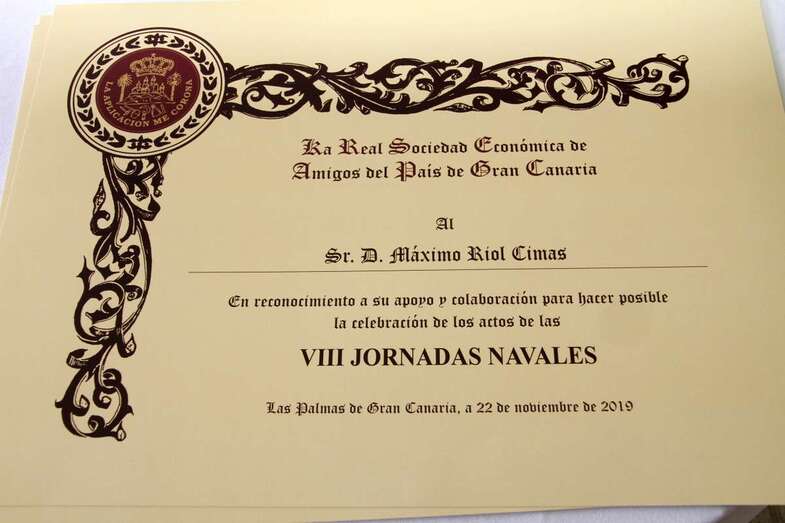 LA APLICACION ME CORONA
La Real Sociedad Económica de
Amigos del País de Gran Canaria
Al
Sr. D. Máximo Riol Cimas
En reconocimiento a su apoyo y colaboración para hacer posible
la celebración de los actos de las
VIII JORNADAS NAVALES
Las Palmas de Gran Canaria, a 22 de noviembre de 2019